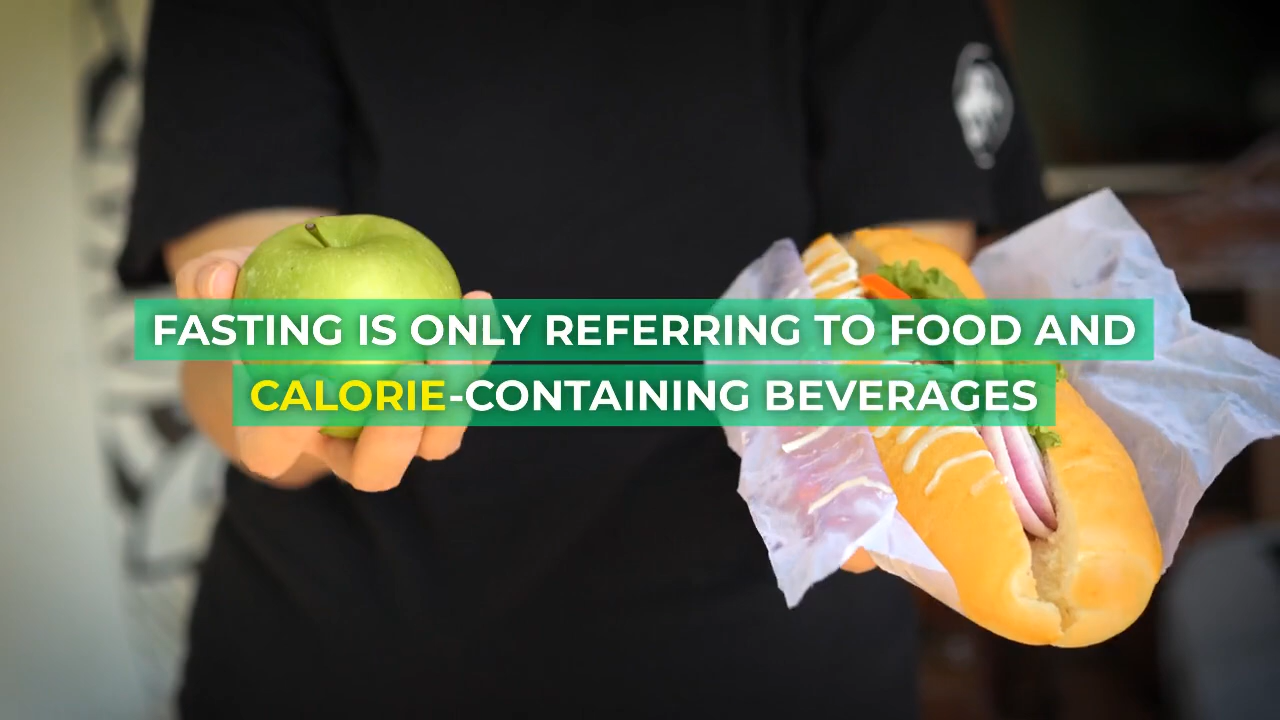 FASTING IS ONLY REFERRING TO FOOD AND
CALORIE-CONTAINING BEVERAGES